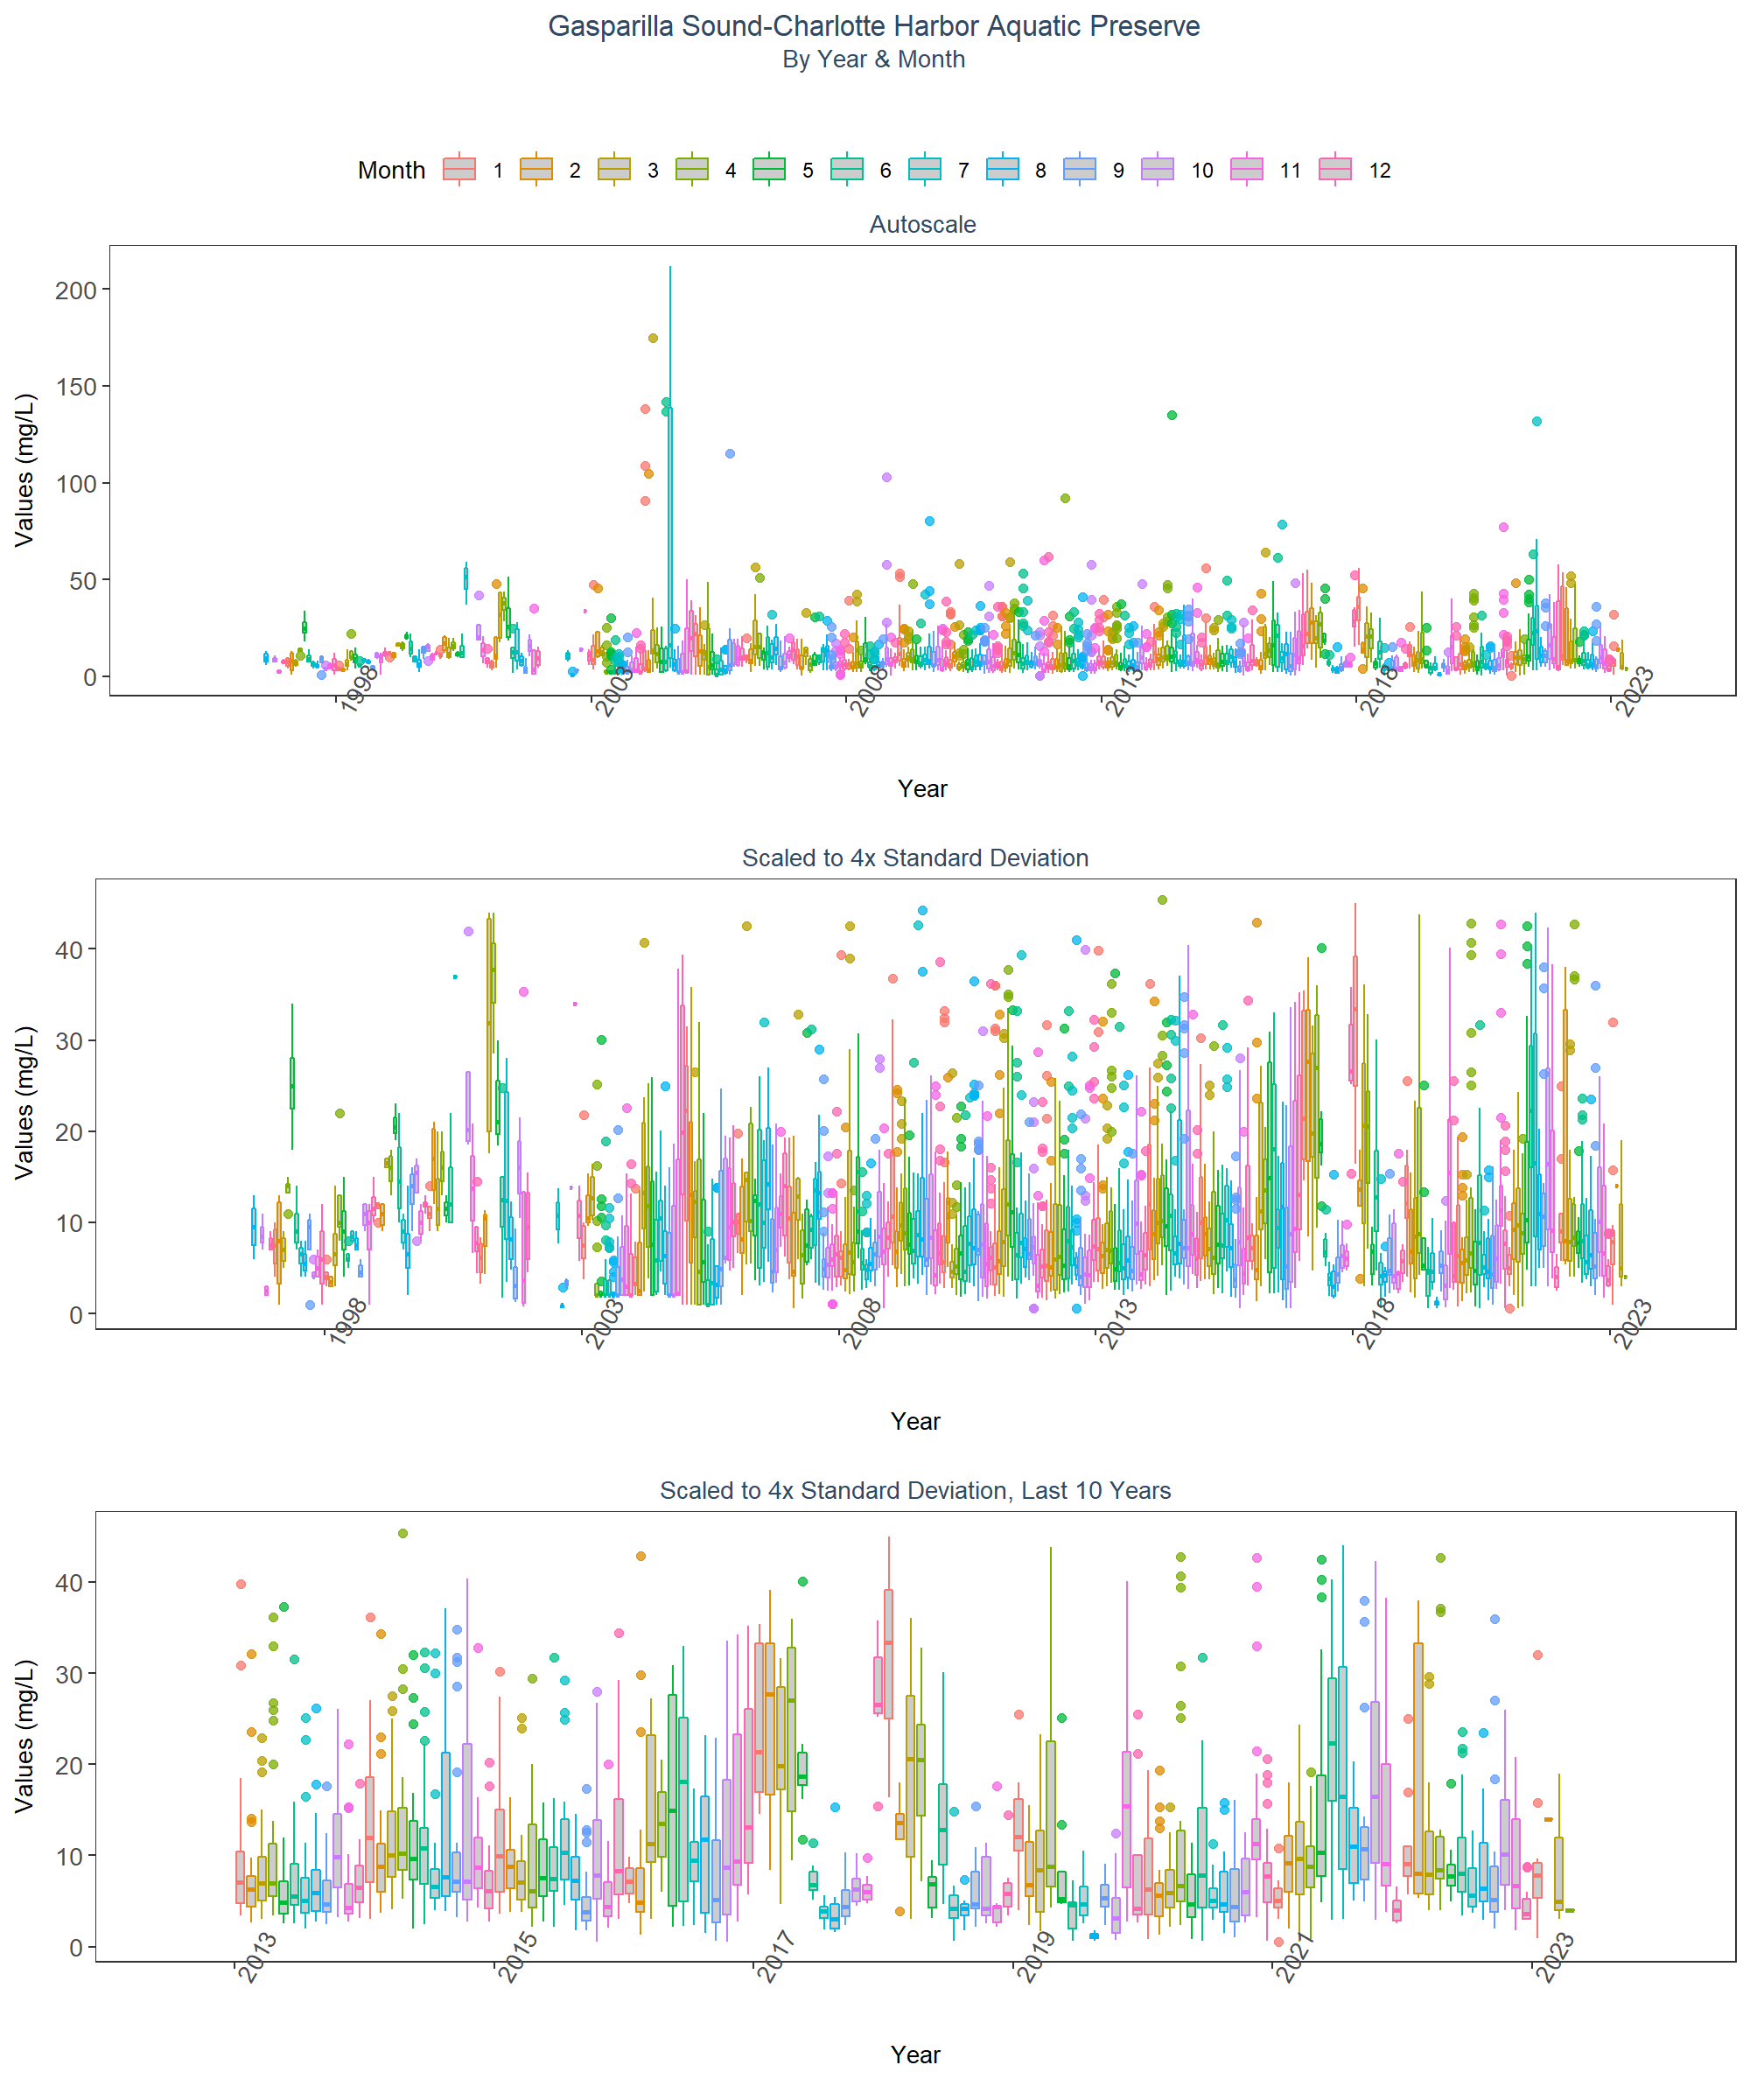 Gasparilla Sound-Charlotte Harbor Aquatic Preserve
By Year & Month
Month 1 2 3 4 5 6 7 8 9 10 11 12
Autoscale
Values (mg/L)
200
150
100
50
0
1998 2003 2008 2013 2018 2023
Year
Scaled to 4x Standard Deviation
Values (mg/L)
40
30
20
10
0
1998 2003 2008 2013 2018 2023
Year
Scaled to 4x Standard Deviation, Last 10 Years
Values (mg/L)
40
30
20
10
0
2013 2015 2017 2019 2021 2023
Year